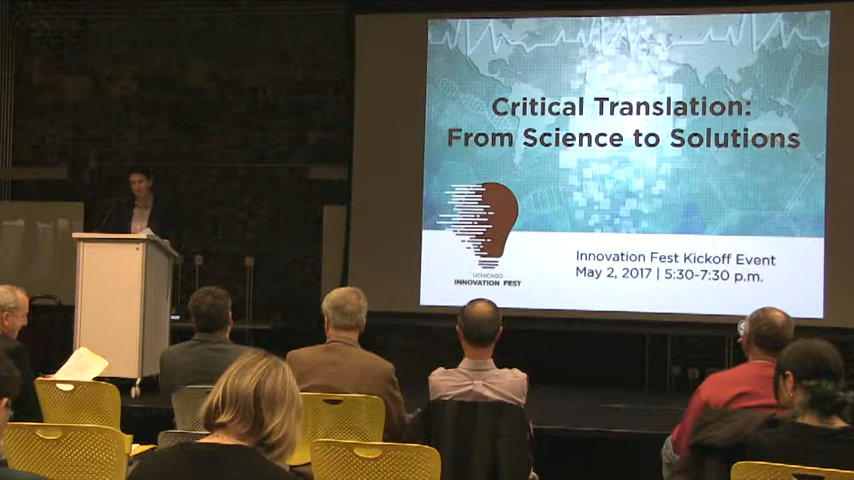 Critical Translation:
From Science to Solutions
UCHICAGO
INNOVATION FEST
Innovation Fest Kickoff Event
May 2, 2017 | 5:30-7:30 p.m.